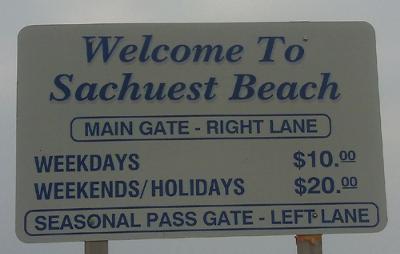 Welcome To
Sachuest Beach
MAIN GATE - RIGHT LANE
WEEKDAYS $10.00
WEEKENDS/HOLIDAYS $20.00
SEASONAL PASS GATE - LEFT LANE